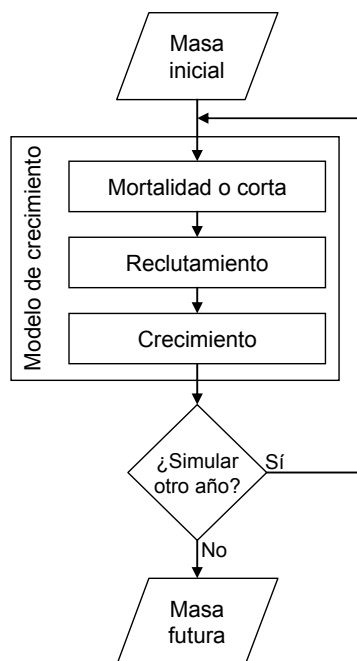 Masa
inicial
Modelo de crecimiento
Mortalidad o corta
Reclutamiento
Crecimiento
¿Simular
otro año?
Sí
No
Masa
futura